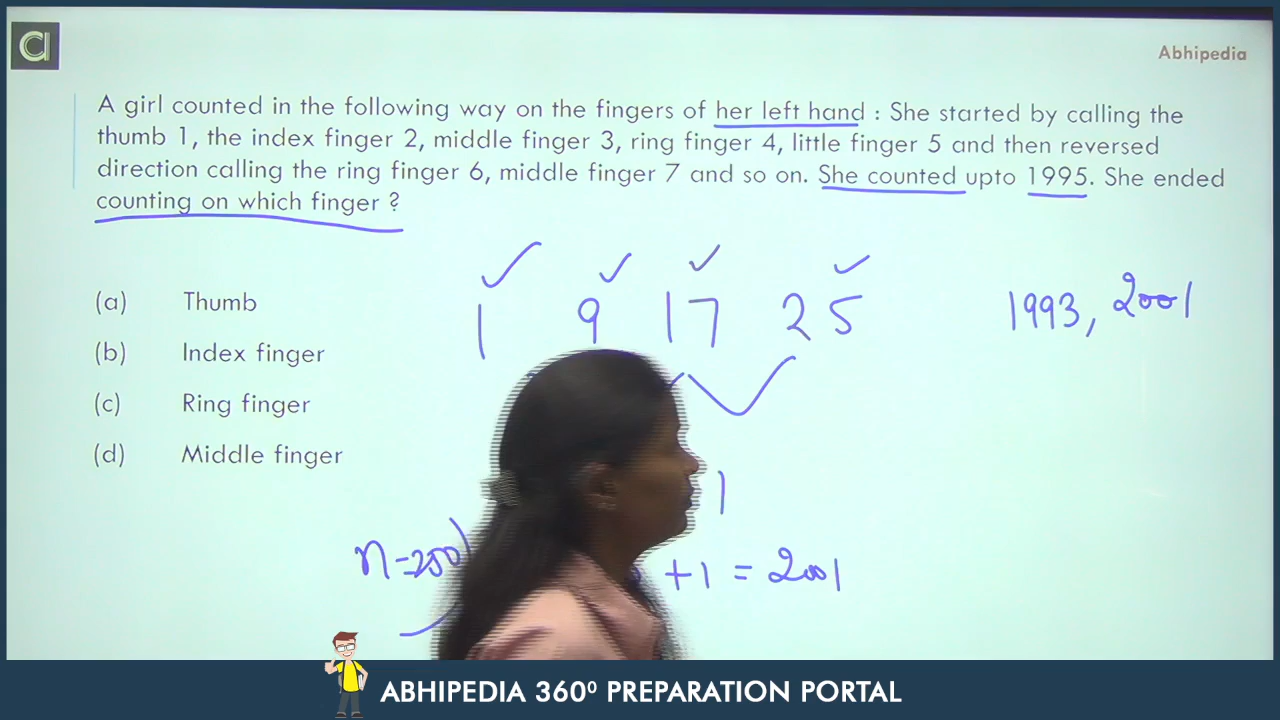 Abhipedia
A girl counted in the following way on the fingers of her left hand : She started by calling the
thumb 1, the index finger 2, middle finger 3, ring finger 4, little finger 5 and then reversed
direction calling the ring finger 6, middle finger 7 and so on. She counted upto 1995. She ended
counting on which finger ?
1 9 17 25
1993, 2001
(a) Thumb
(b) Index finger
(c) Ring finger
(d) Middle finger
1
n=2001
+1 = 2001
ABHIPEDIA 360⁰ PREPARATION PORTAL